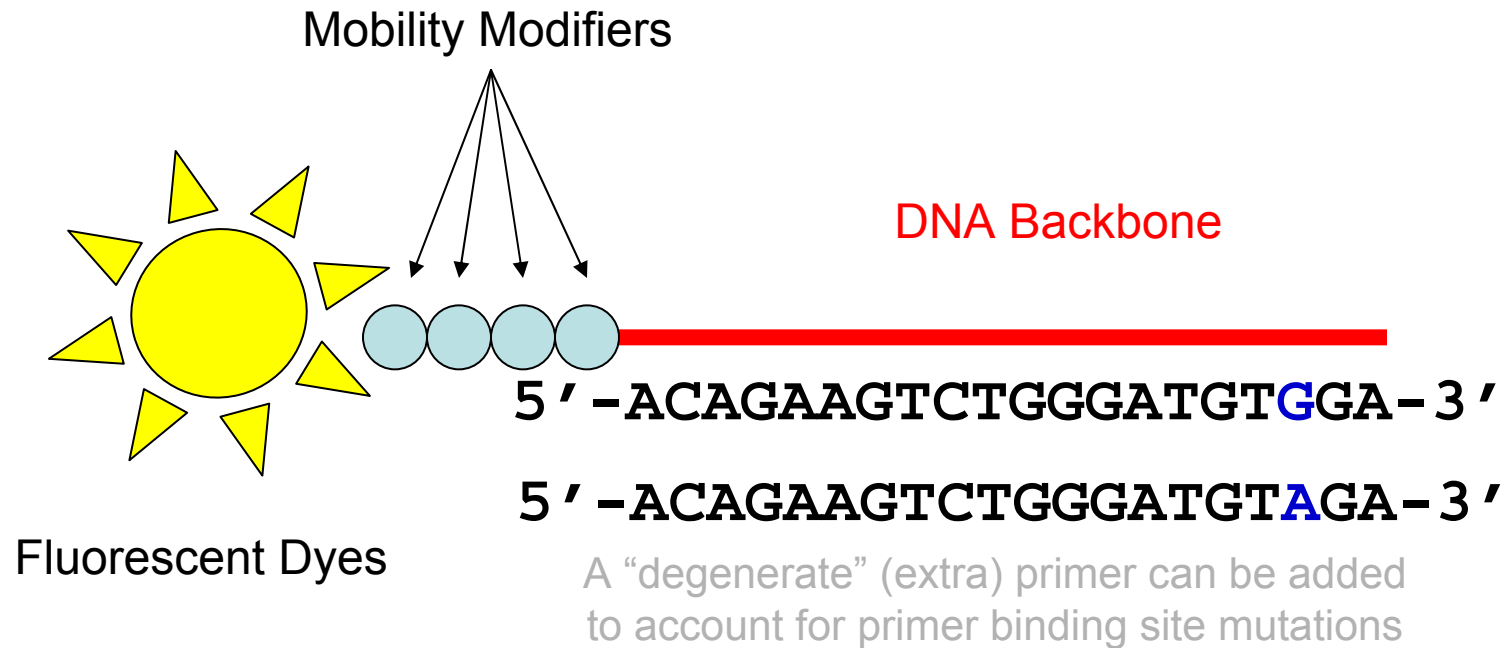 Mobility Modifiers
DNA Backbone
5’-ACAGAAGTCTGGGATGTGGA-3’
5’-ACAGAAGTCTGGGATGTAGA-3’
Fluorescent Dyes
A “degenerate” (extra) primer can be added
to account for primer binding site mutations